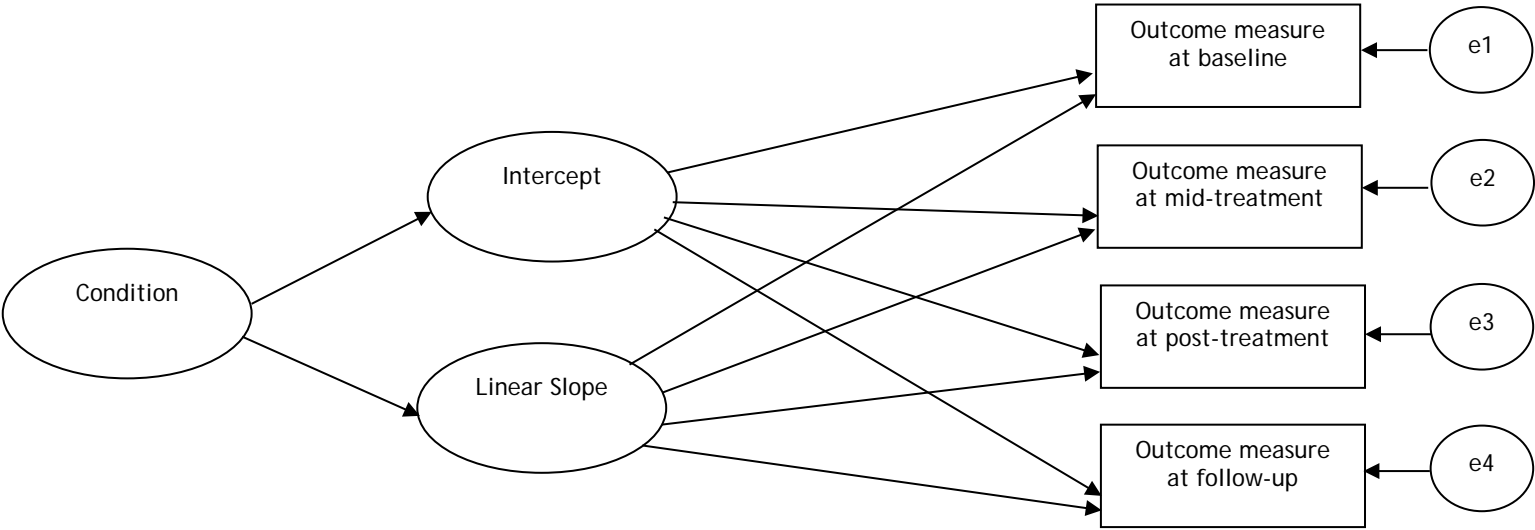 Condition
Intercept
Linear Slope
Outcome measure
at baseline
e1
Outcome measure
at mid-treatment
e2
Outcome measure
at post-treatment
e3
Outcome measure
at follow-up
e4